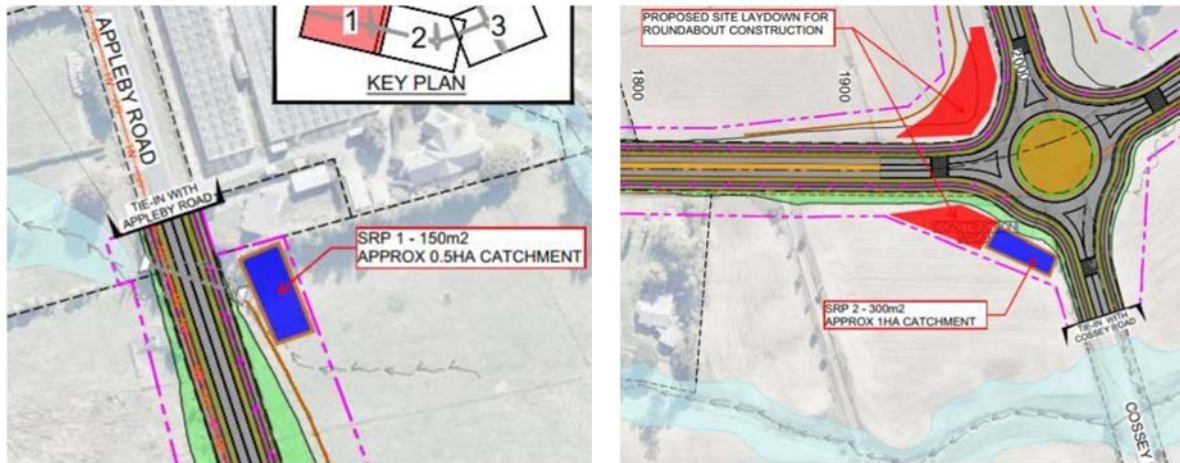 APPLEBY ROAD
HN
HN
1
2
3
KEY PLAN
TIE-IN WITH
APPLEBY ROAD
SRP 1 - 150m2
APPROX 0.5HA CATCHMENT
PROPOSED SITE LAYDOWN FOR
ROUNDABOUT CONSTRUCTION
1800
1900
2000
SRP 2 - 300m2
APPROX 1HA CATCHMENT
TIE-IN WITH
COSSEY ROAD
COSSEY